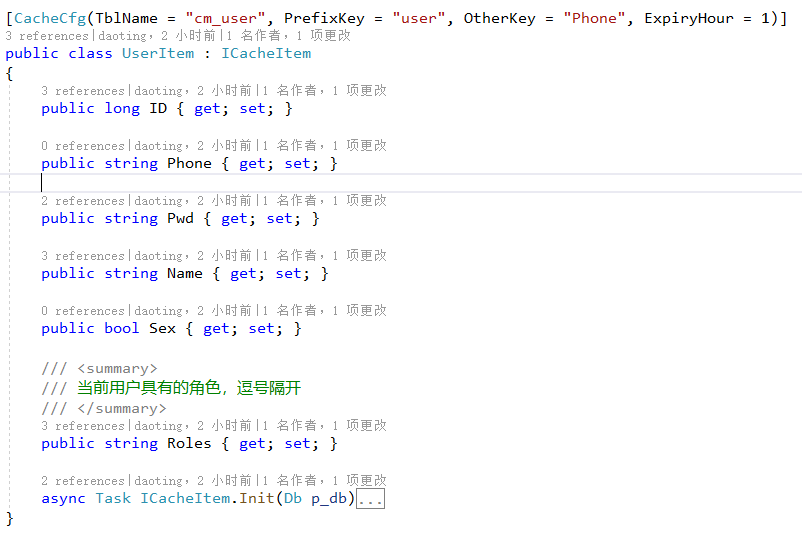 [CacheCfg(TblName = "cm_user", PrefixKey = "user", OtherKey = "Phone", ExpiryHour = 1)]
3 references|daoting，2 小时前|1 名作者，1 项更改
public class UserItem : ICacheItem
{
3 references|daoting，2 小时前|1 名作者，1 项更改
public long ID { get; set; }
0 references|daoting，2 小时前|1 名作者，1 项更改
public string Phone { get; set; }
2 references|daoting，2 小时前|1 名作者，1 项更改
public string Pwd { get; set; }
3 references|daoting，2 小时前|1 名作者，1 项更改
public string Name { get; set; }
0 references|daoting，2 小时前|1 名作者，1 项更改
public bool Sex { get; set; }
/// <summary>
/// 当前用户具有的角色，逗号隔开
/// </summary>
3 references|daoting，2 小时前|1 名作者，1 项更改
public string Roles { get; set; }
2 references|daoting，2 小时前|1 名作者，1 项更改
async Task ICacheItem.Init(Db p_db)...
}